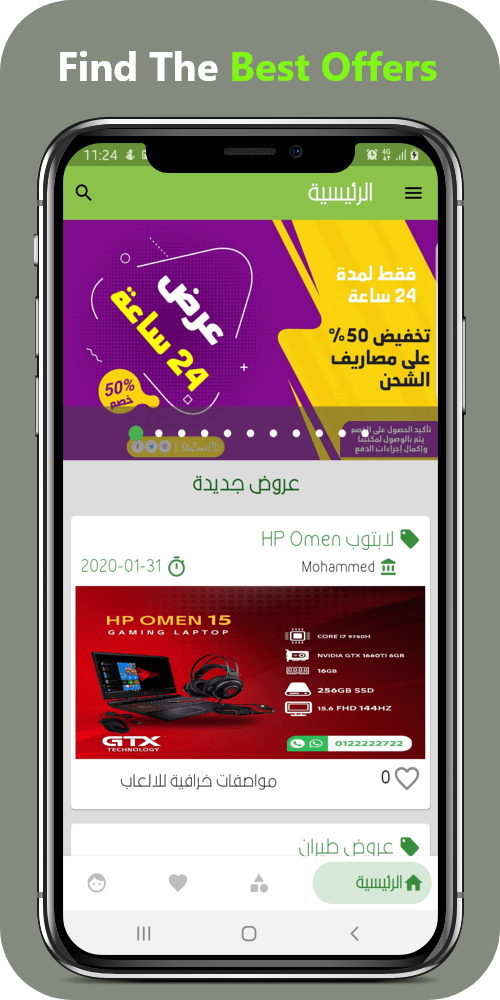 Find The Best Offers
11:24
4G
الرئيسية
عرض
24 ساعة
50%
خصم
فقط لمدة
24 ساعة
تخفيض 50%
على مصاريف
الشحن
تأكيد الحصول على الخصم
يتم بالوصول لمكتبنا
وإكمال إجراءات الدفع
عروض جديدة
لابتوب HP Omen
Mohammed
2020-01-31
HP OMEN 15
GAMING LAPTOP
CORE I7 9750H
NVIDIA GTX 1660TI 6GB
16GB
256GB SSD
15.6 FHD 144HZ
GTX
TECHNOLOGY
0122222722
مواصفات خرافية للالعاب
0
عروض طيران
الرئيسية